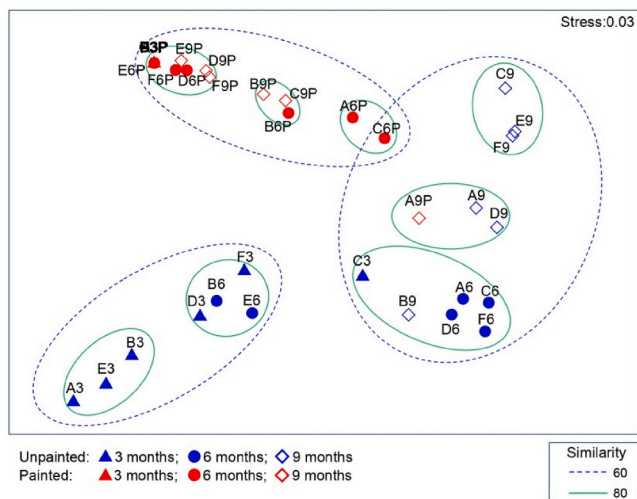 Stress:0.03
E9P
D9P
E6P
F6P
D6P
F9P
B9P
C9P
B6P
A6P
C6P
C9
E9
F9
A9P
A9
D9
C3
B9
A6
C6
D6
F6
F3
B6
D3
E6
B3
E3
A3
Unpainted: 3 months; 6 months; 9 months
Painted: 3 months; 6 months; 9 months
Similarity
60
80